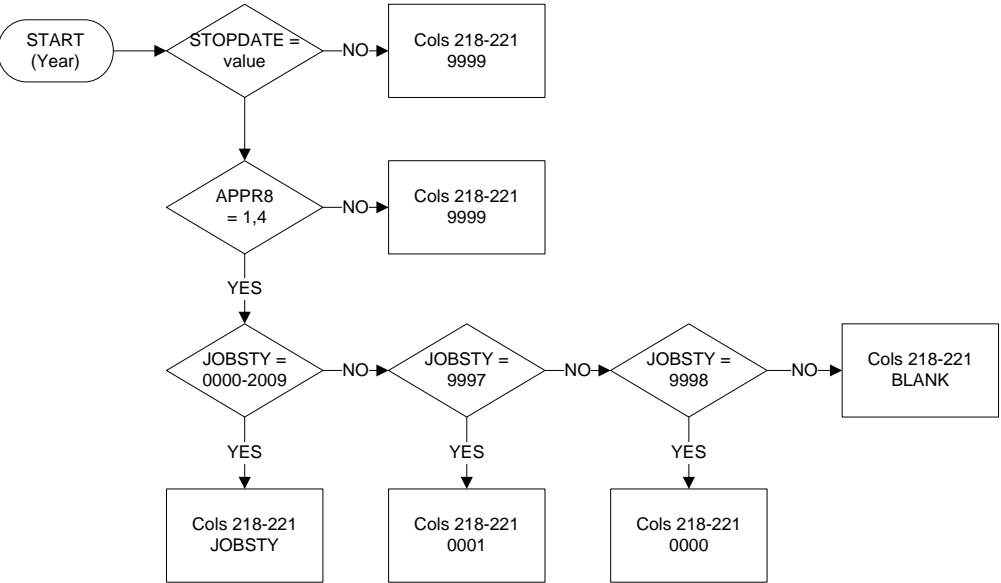 START
(Year)
STOPDATE =
value
NO
Cols 218-221
9999
APPR8
= 1,4
NO
Cols 218-221
9999
YES
JOBSTY =
0000-2009
NO
JOBSTY =
9997
NO
JOBSTY =
9998
NO
Cols 218-221
BLANK
YES
YES
YES
Cols 218-221
JOBSTY
Cols 218-221
0001
Cols 218-221
0000